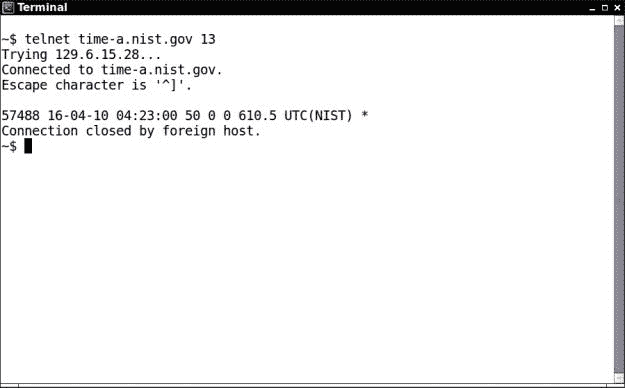 Terminal
~$ telnet time-a.nist.gov 13
Trying 129.6.15.28...
Connected to time-a.nist.gov.
Escape character is '^]'.
57488 16-04-10 04:23:00 50 0 0 610.5 UTC(NIST) *
Connection closed by foreign host.
~$